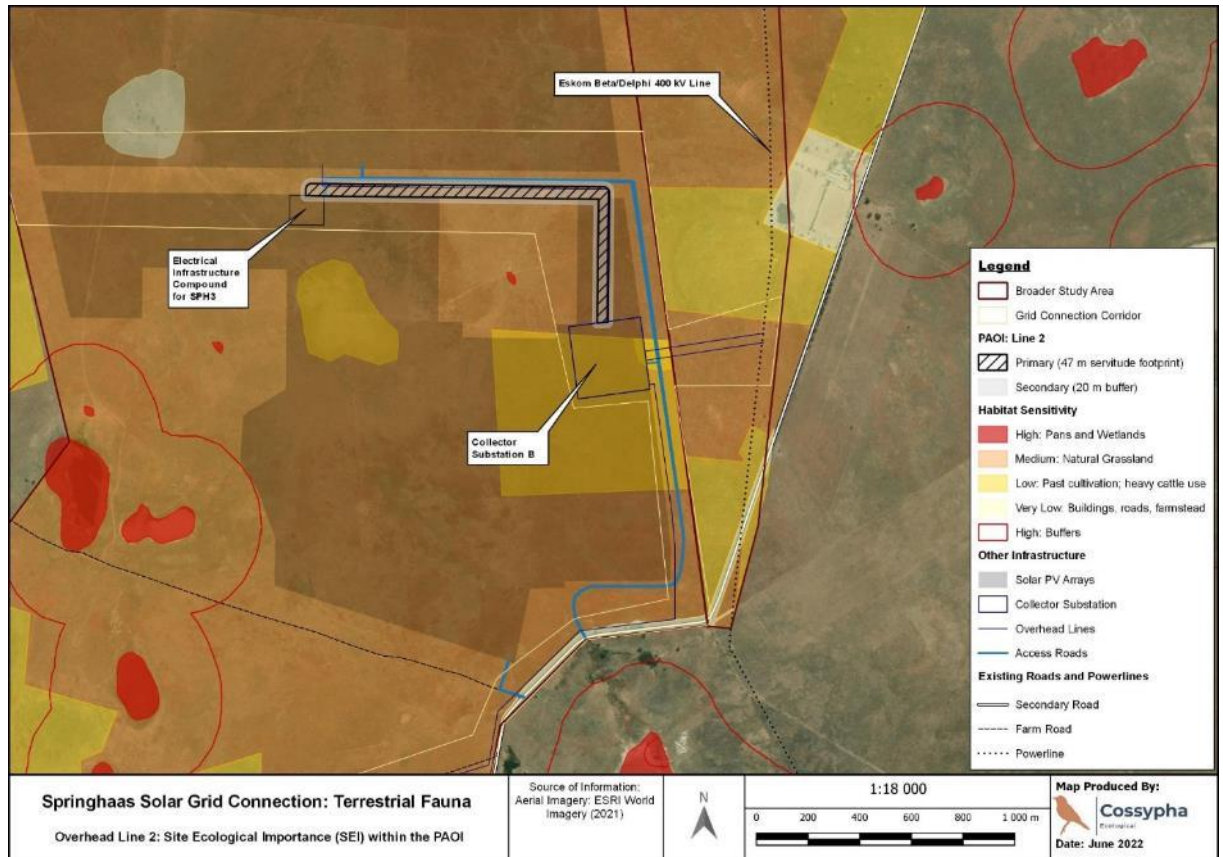 Eskom Beta/Delphi 400 kV Line
Electrical
Infrastructure
Compound
for SPH3
Collector
Substation B
Legend
Broader Study Area
Grid Connection Corridor
PAOI: Line 2
Primary (47 m servitude footprint)
Secondary (20 m buffer)
Habitat Sensitivity
High: Pans and Wetlands
Medium: Natural Grassland
Low: Past cultivation; heavy cattle use
Very Low: Buildings, roads, farmstead
High: Buffers
Other Infrastructure
Solar PV Arrays
Collector Substation
Overhead Lines
Access Roads
Existing Roads and Powerlines
Secondary Road
Farm Road
Powerline
Springhaas Solar Grid Connection: Terrestrial Fauna
Overhead Line 2: Site Ecological Importance (SEI) within the PAOI
Source of Information:
Aerial Imagery: ESRI World
Imagery (2021)
N
1:18 000
0 200 400 600 800 1 000 m
Map Produced By:
Cossypha
Ecological
Date: June 2022